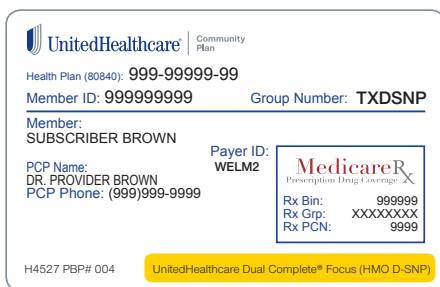 UnitedHealthcare® Community Plan
Health Plan (80840): 999-99999-99
Member ID: 999999999 Group Number: TXDSNP
Member:
SUBSCRIBER BROWN
Payer ID:
WELM2
PCP Name:
DR. PROVIDER BROWN
PCP Phone: (999)999-9999
MedicareRx
Prescription Drug Coverage
Rx Bin: 999999
Rx Grp: XXXXXXXX
Rx PCN: 9999
H4527 PBP# 004 UnitedHealthcare Dual Complete® Focus (HMO D-SNP)